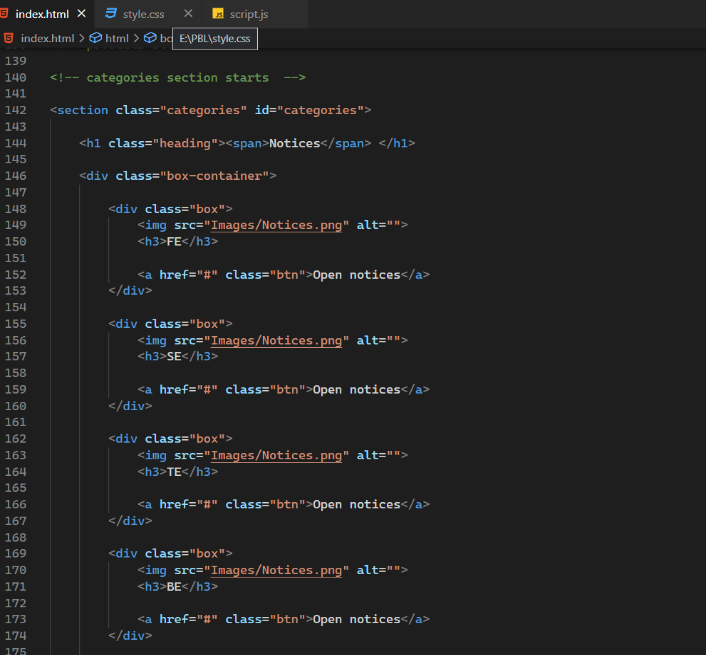 index.html × style.css × script.js
index.html > html > E:\PBL\style.css
139
140 <!-- categories section starts  -->
141
142 <section class="categories" id="categories">
143
144     <h1 class="heading"><span>Notices</span> </h1>
145
146     <div class="box-container">
147
148         <div class="box">
149             <img src="Images/Notices.png" alt="">
150             <h3>FE</h3>
151
152             <a href="#" class="btn">Open notices</a>
153         </div>
154
155         <div class="box">
156             <img src="Images/Notices.png" alt="">
157             <h3>SE</h3>
158
159             <a href="#" class="btn">Open notices</a>
160         </div>
161
162         <div class="box">
163             <img src="Images/Notices.png" alt="">
164             <h3>TE</h3>
165
166             <a href="#" class="btn">Open notices</a>
167         </div>
168
169         <div class="box">
170             <img src="Images/Notices.png" alt="">
171             <h3>BE</h3>
172
173             <a href="#" class="btn">Open notices</a>
174         </div>
175